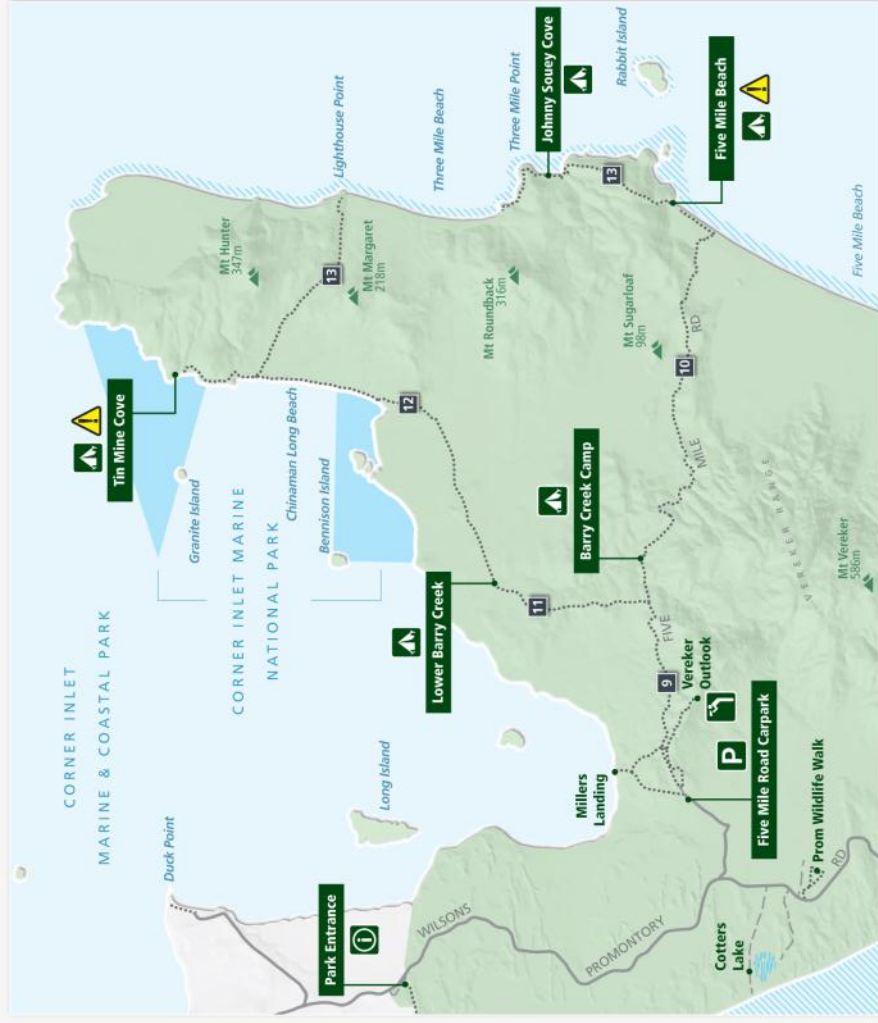 CORNER INLET
MARINE & COASTAL PARK
Duck Point
Long Island
Park Entrance
WILSONS
PROMONTORY
RD
Granite Island
CORNER INLET MARINE
NATIONAL PARK
Chinaman Long Beach
Bennison Island
Tin Mine Cove
Mt Hunter
347m
13
Lighthouse Point
Mt Margaret
218m
Three Mile Beach
12
Lower Barry Creek
11
Mt Roundback
316m
Three Mile Point
Johnny Souey Cove
Rabbit Island
13
Five Mile Beach
Mt Sugarloaf
98m
Barry Creek Camp
FIVE
MILE
RD
9
10
Millers
Landing
Vereker
Outlook
P
Five Mile Road Carpark
VEREKER RANGE
Mt Vereker
586m
Five Mile Beach
Prom Wildlife Walk
Cotters
Lake